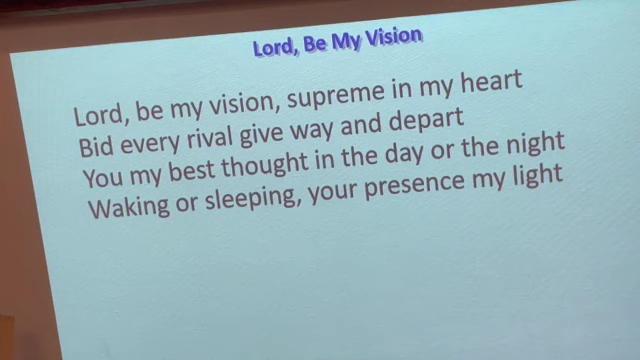 Lord, Be My Vision
Lord, be my vision, supreme in my heart
Bid every rival give way and depart
You my best thought in the day or the night
Waking or sleeping, your presence my light